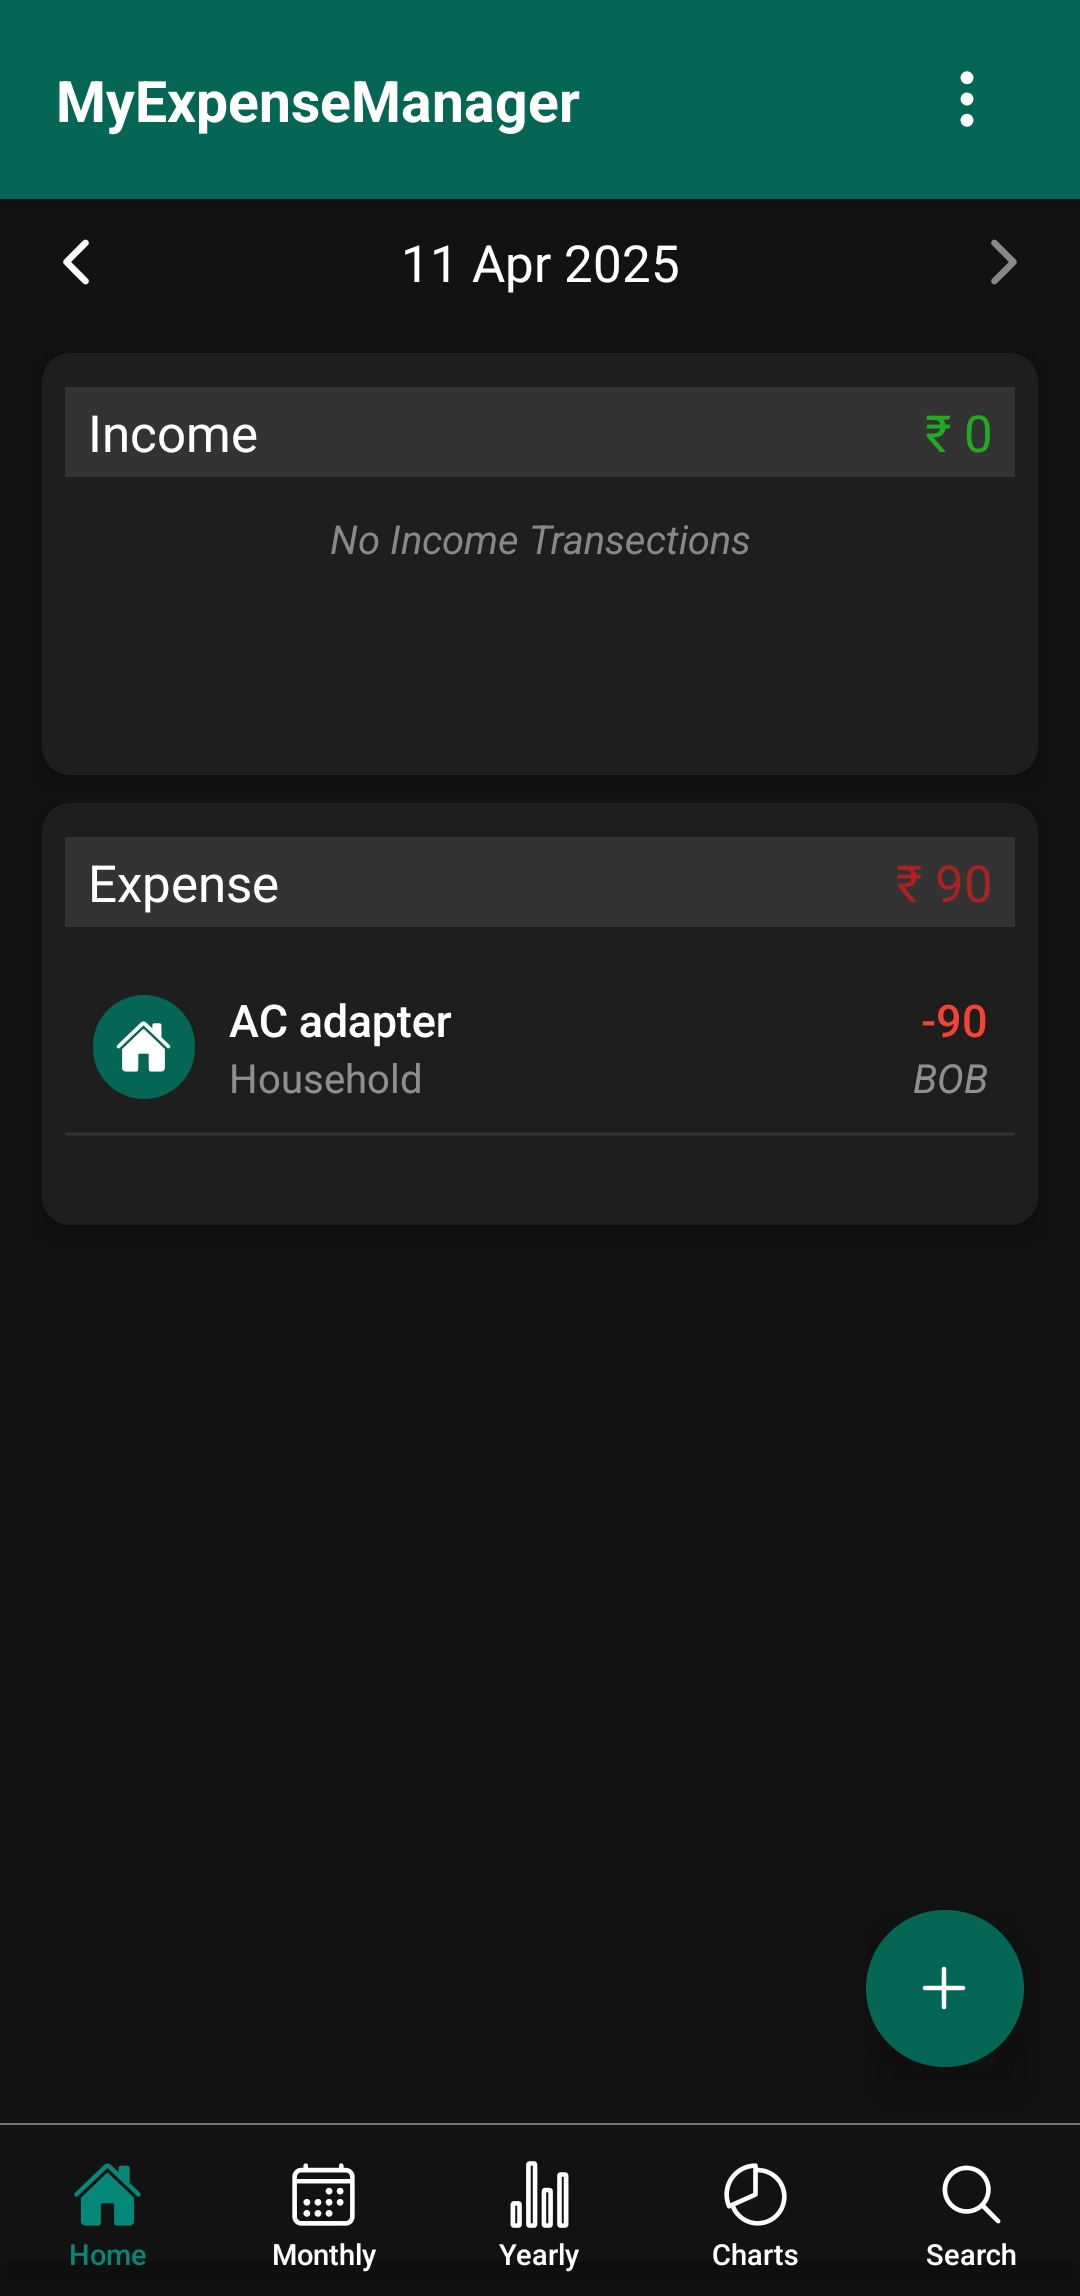 MyExpenseManager
11 Apr 2025
Income ₹ 0
No Income Transections
Expense ₹ 90
AC adapter -90
Household BOB
Home Monthly Yearly Charts Search